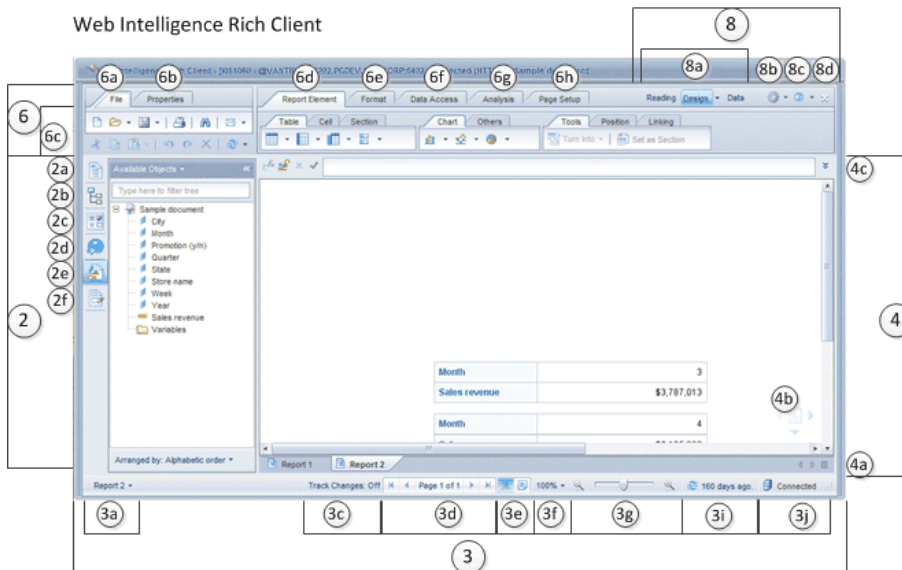 Web Intelligence Rich Client
8
8a
8b 8c 8d
6a 6b 6d 6e 6f 6g 6h
File Properties Report Element Format Data Access Analysis Page Setup Reading Design Data
6
6c
Table Cell Section Chart Others Tools Position Linking
Turn Into Set as Section
2a
Available Objects
4c
2b
Type here to filter tree
2c
Sample document
City
Month
2d
Promotion (y/n)
Quarter
2e
State
Store name
2f
Week
Year
2
Sales revenue
4
Variables
Month 3
Sales revenue $3,787,013
4b
1
Month 4
Arranged by: Alphabetic order
Report 1 Report 2
4a
Report 2 Track Changes: Off Page 1 of 1 100% 160 days ago. Connected
3a 3c 3d 3e 3f 3g 3i 3j
3